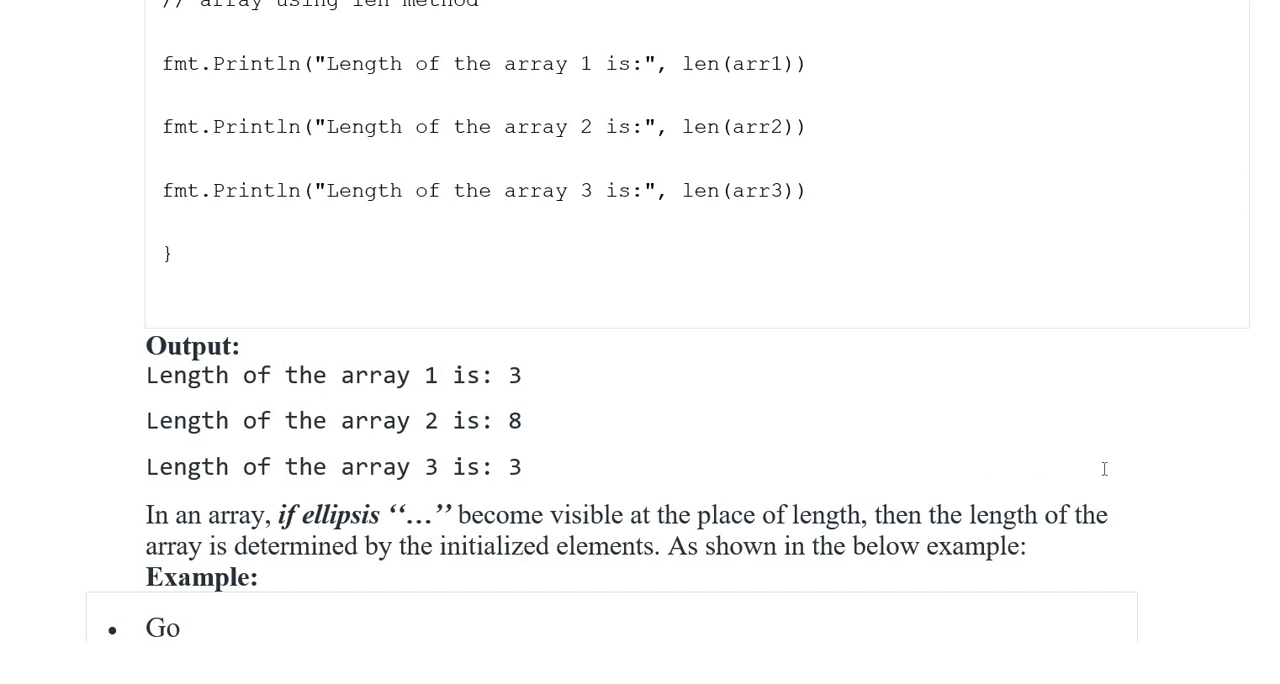 // array using len method
fmt.Println("Length of the array 1 is:", len(arr1))
fmt.Println("Length of the array 2 is:", len(arr2))
fmt.Println("Length of the array 3 is:", len(arr3))
}
Output:
Length of the array 1 is: 3
Length of the array 2 is: 8
Length of the array 3 is: 3
In an array, if ellipsis ‘‘…’’ become visible at the place of length, then the length of the
array is determined by the initialized elements. As shown in the below example:
Example:
• Go